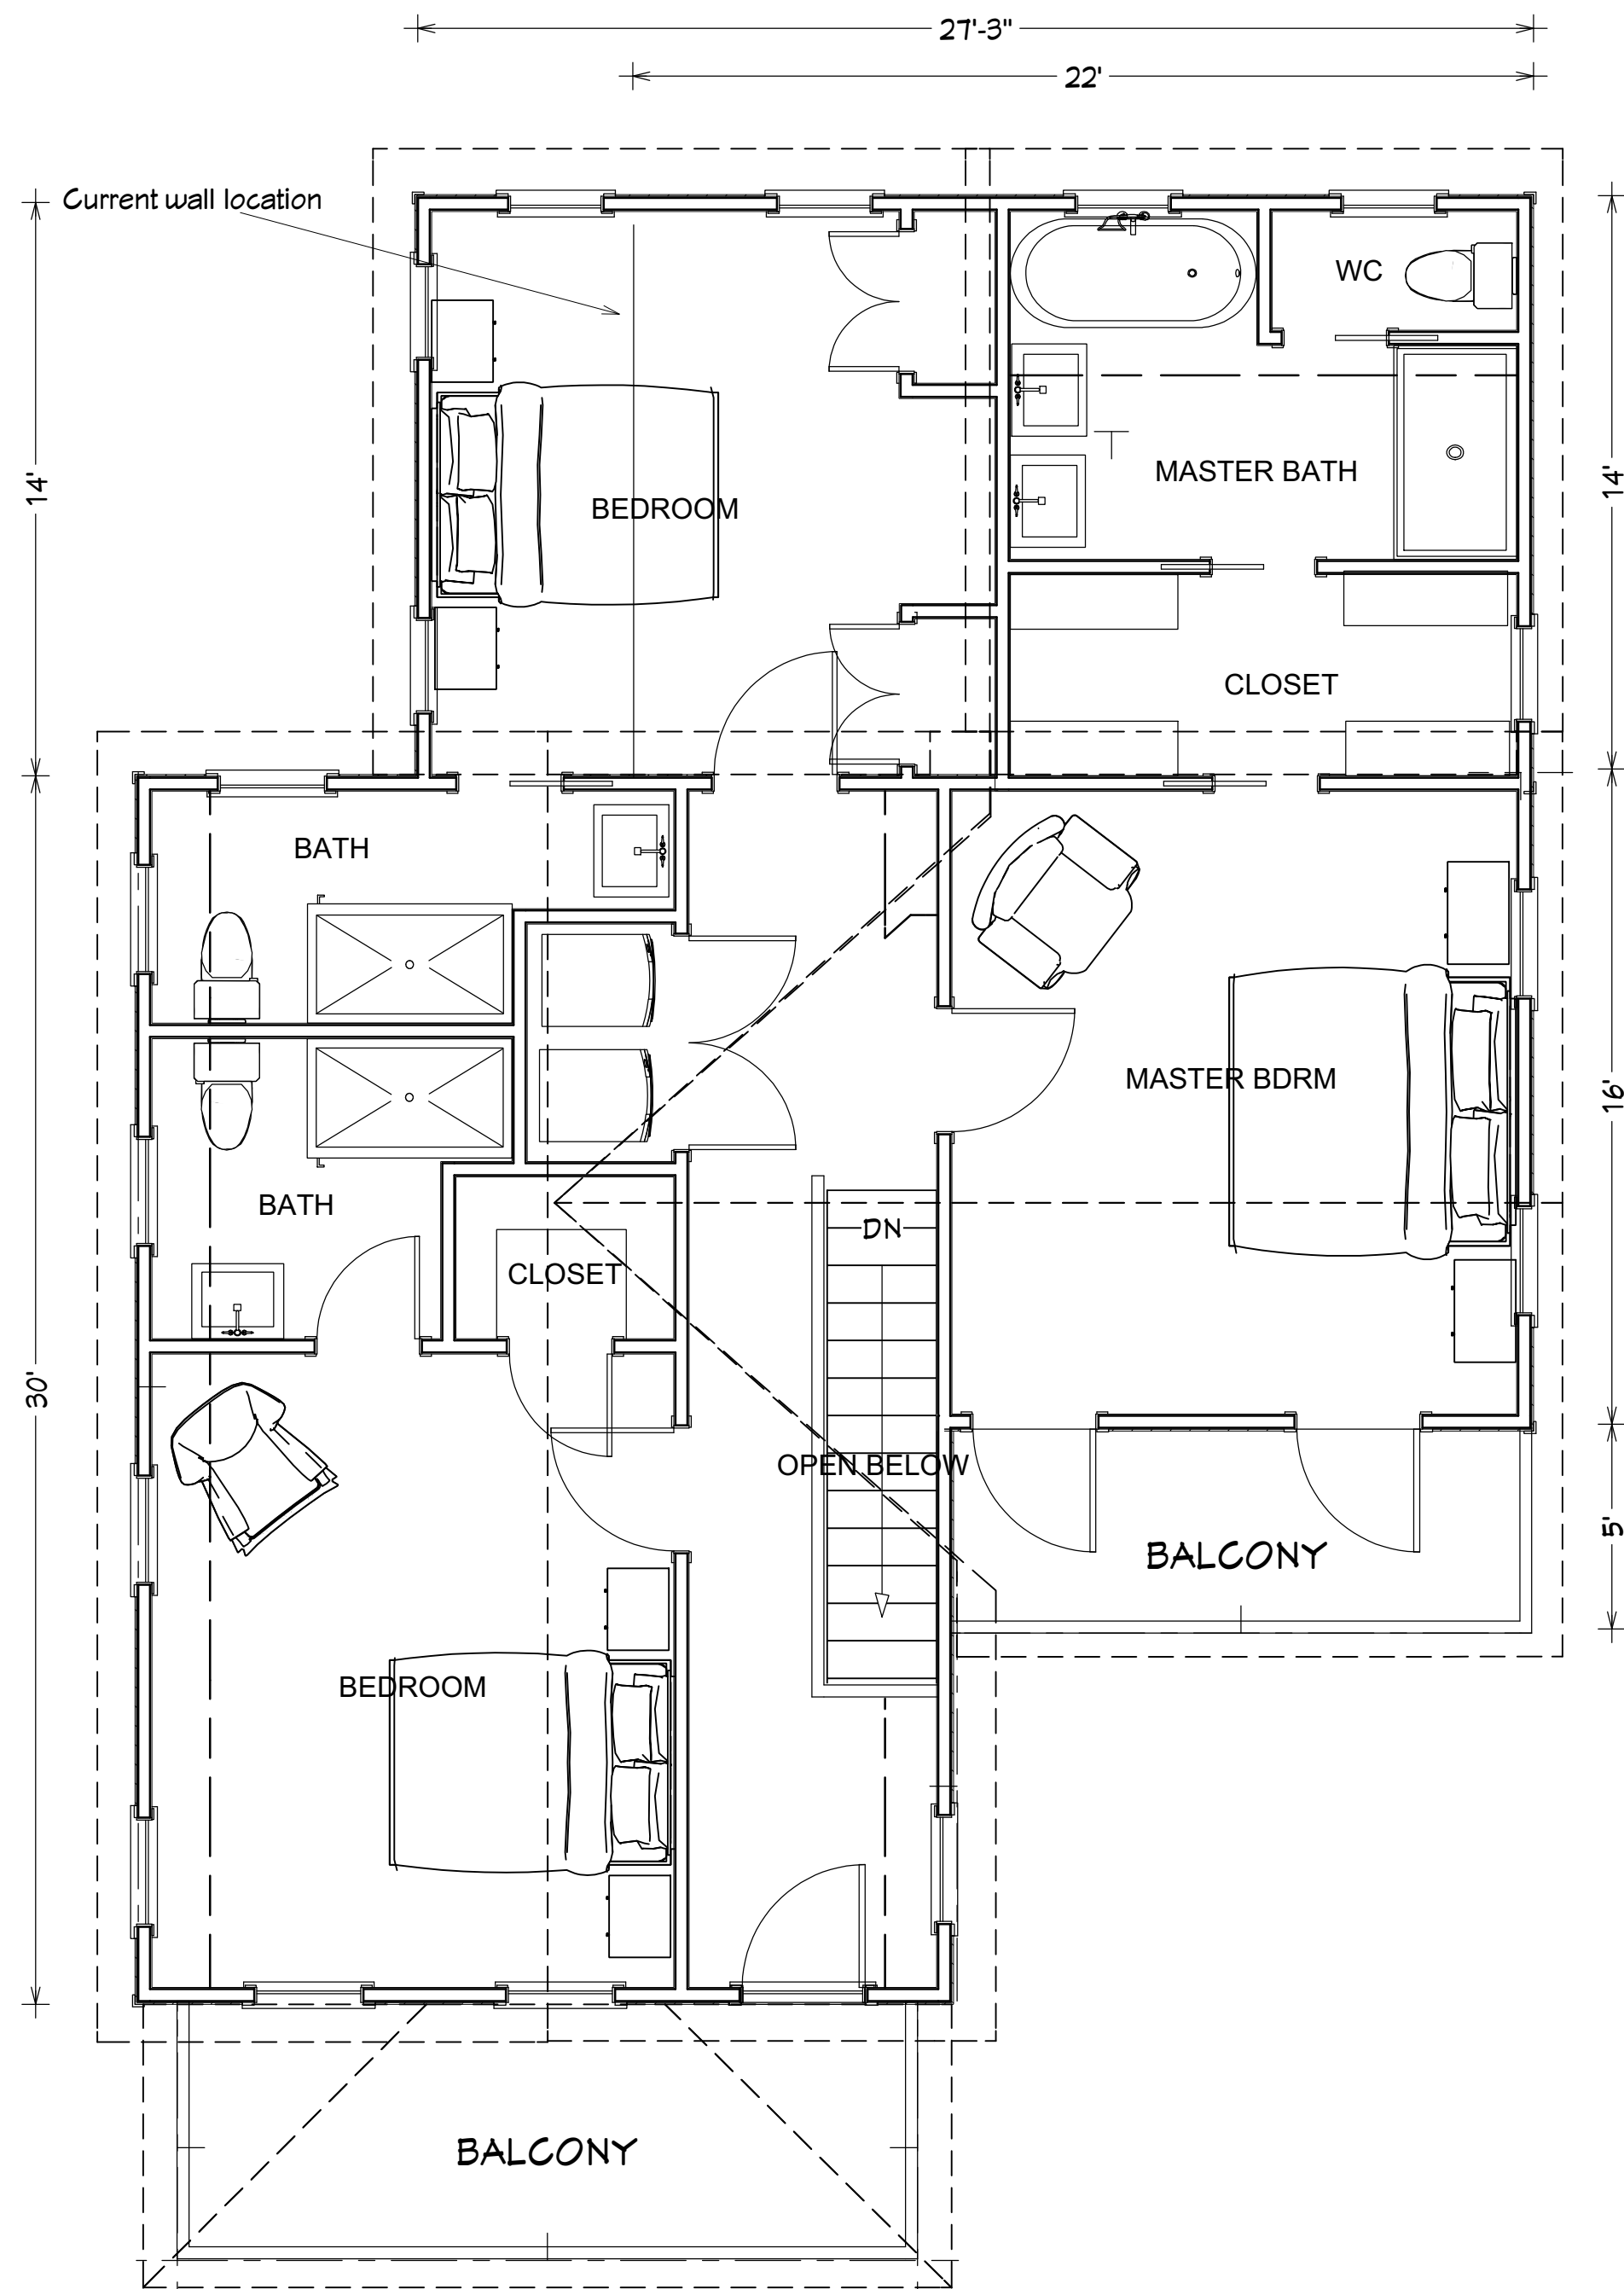 27'-3"
22'
Current wall location
WC
14'
14'
MASTER BATH
BEDROOM
CLOSET
BATH
MASTER BDRM
16'
BATH
DN
CLOSET
30'
OPEN BELOW
5'
BALCONY
BEDROOM
BALCONY